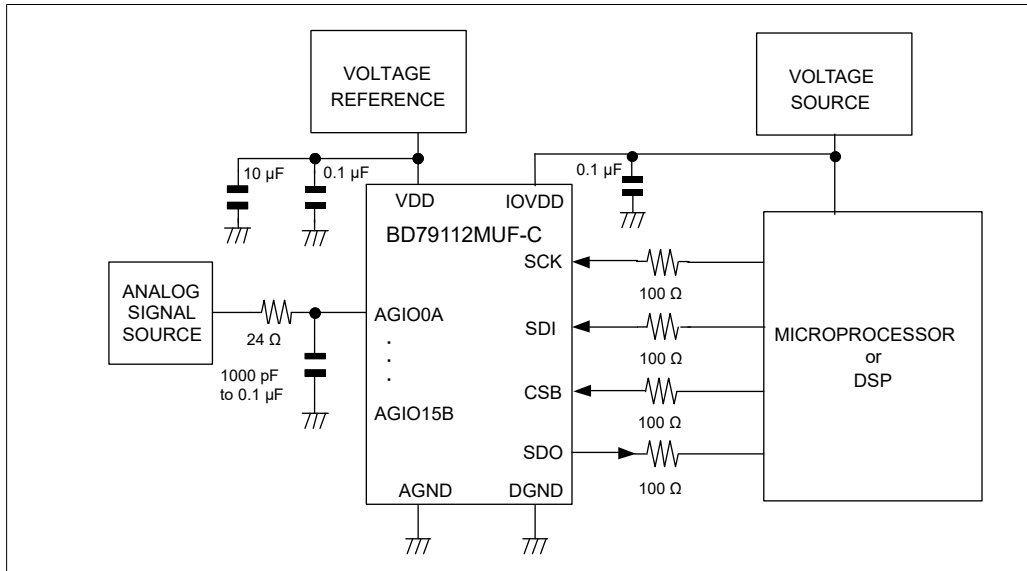 VOLTAGE
REFERENCE
VOLTAGE
SOURCE
10 µF
0.1 µF
0.1 µF
VDD
IOVDD
BD79112MUF-C
SCK
100 Ω
ANALOG
SIGNAL
SOURCE
24 Ω
1000 pF
to 0.1 µF
AGIO0A
.
.
.
.
AGIO15B
SDI
100 Ω
CSB
100 Ω
SDO
100 Ω
MICROPROCESSOR
or
DSP
AGND
DGND